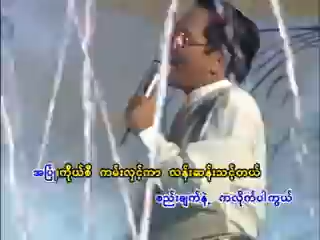 အပြုံးကိုယ်စီ ကမ်းလှင့်ကာ လန်းဆန်းသင့်တယ်
စည်းချက်နဲ့ ကလိုက်ပါကွယ်